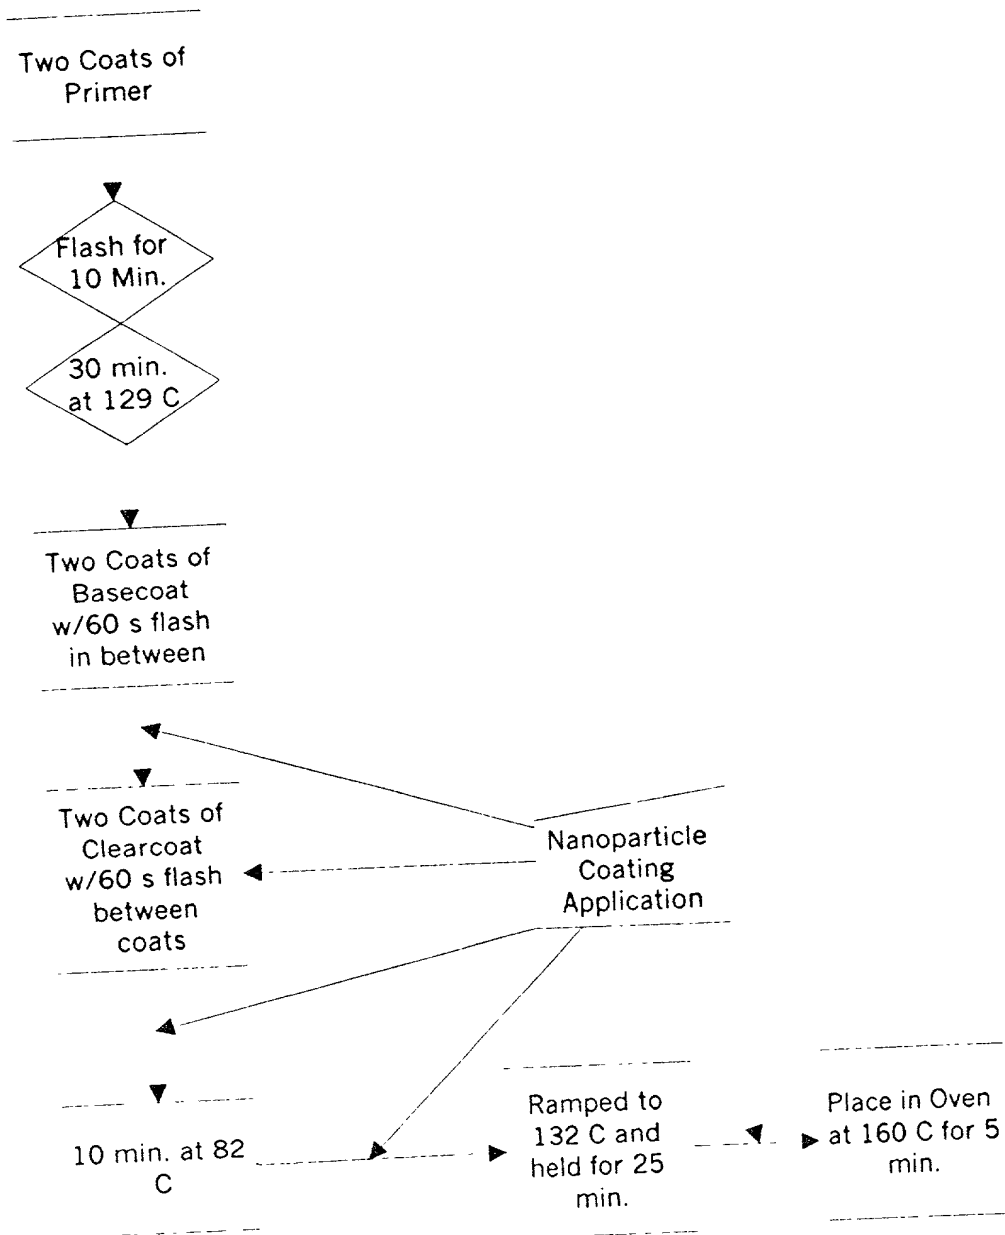 Two Coats of
Primer
Flash for
10 Min.
30 min.
at 129 C
Two Coats of
Basecoat
w/60 s flash
in between
Two Coats of
Clearcoat
w/60 s flash
between
coats
Nanoparticle
Coating
Application
10 min. at 82
C
Ramped to
132 C and
held for 25
min.
Place in Oven
at 160 C for 5
min.